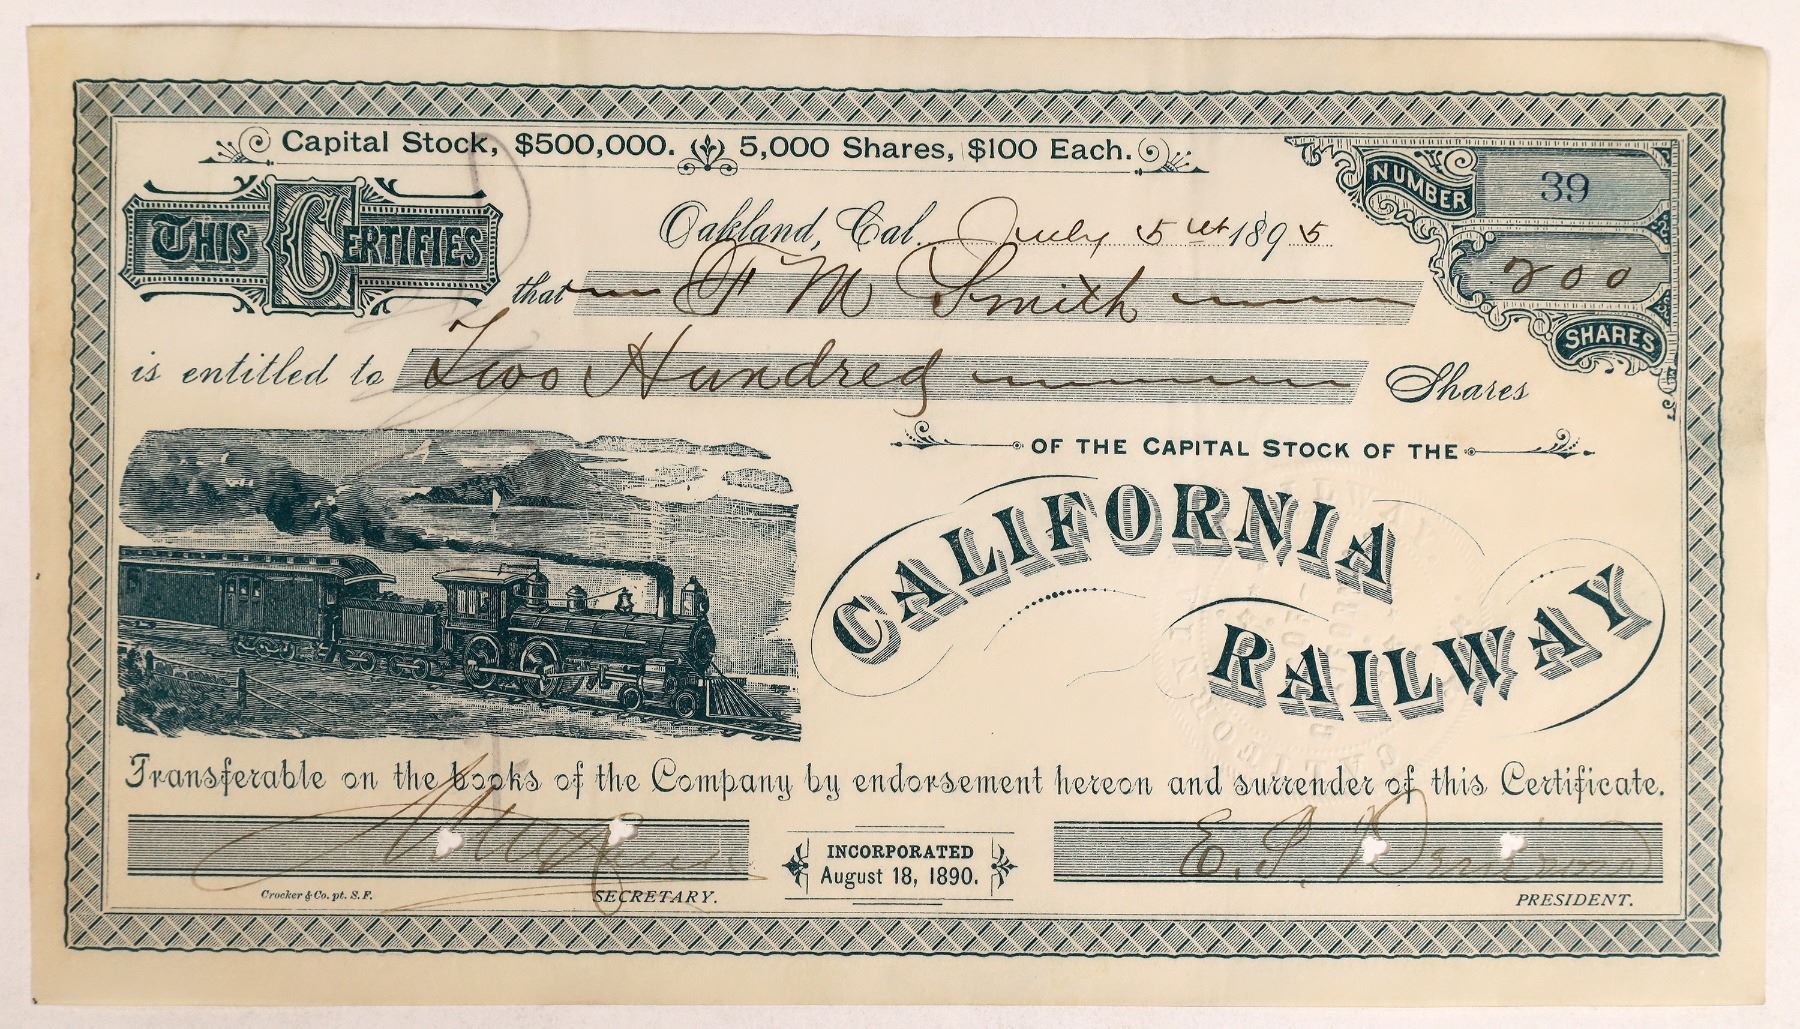 Capital Stock, $500,000. 5,000 Shares, $100 Each.
NUMBER 39
THIS CERTIFIES
Oakland, Cal. July 5th 1895
200
SHARES
that F M Smith
is entitled to Two Hundred Shares
OF THE CAPITAL STOCK OF THE
CALIFORNIA
RAILWAY
Transferable on the books of the Company by endorsement hereon and surrender of this Certificate.
E. S.
INCORPORATED
August 18, 1890.
Crocker & Co. pt. S. F.
SECRETARY.
PRESIDENT.